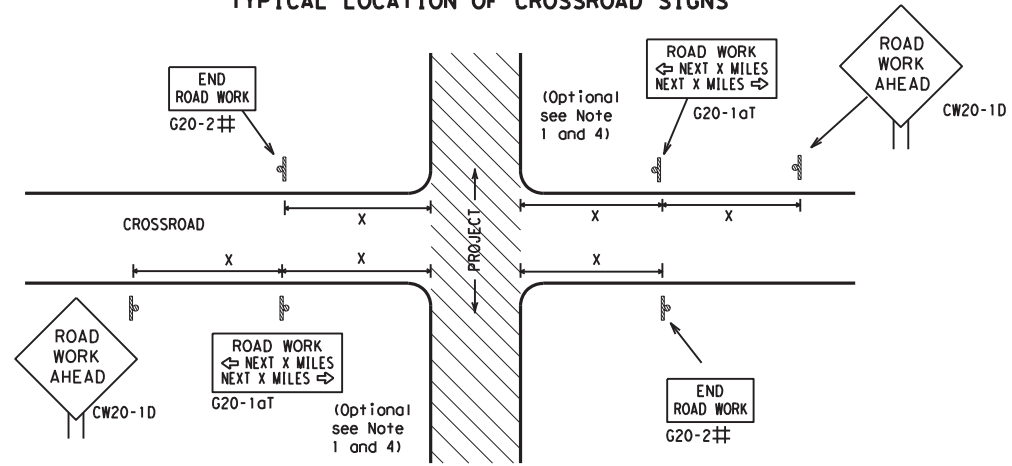 TYPICAL LOCATION OF CROSSROAD SIGNS
END
ROAD WORK
G20-2#
(Optional
see Note
1 and 4)
ROAD WORK
⇦ NEXT X MILES
NEXT X MILES ⇨
G20-1aT
ROAD
WORK
AHEAD
CW20-1D
X
X
X
CROSSROAD
PROJECT
X
X
X
ROAD
WORK
AHEAD
CW20-1D
ROAD WORK
⇦ NEXT X MILES
NEXT X MILES ⇨
G20-1aT
(Optional
see Note
1 and 4)
END
ROAD WORK
G20-2#